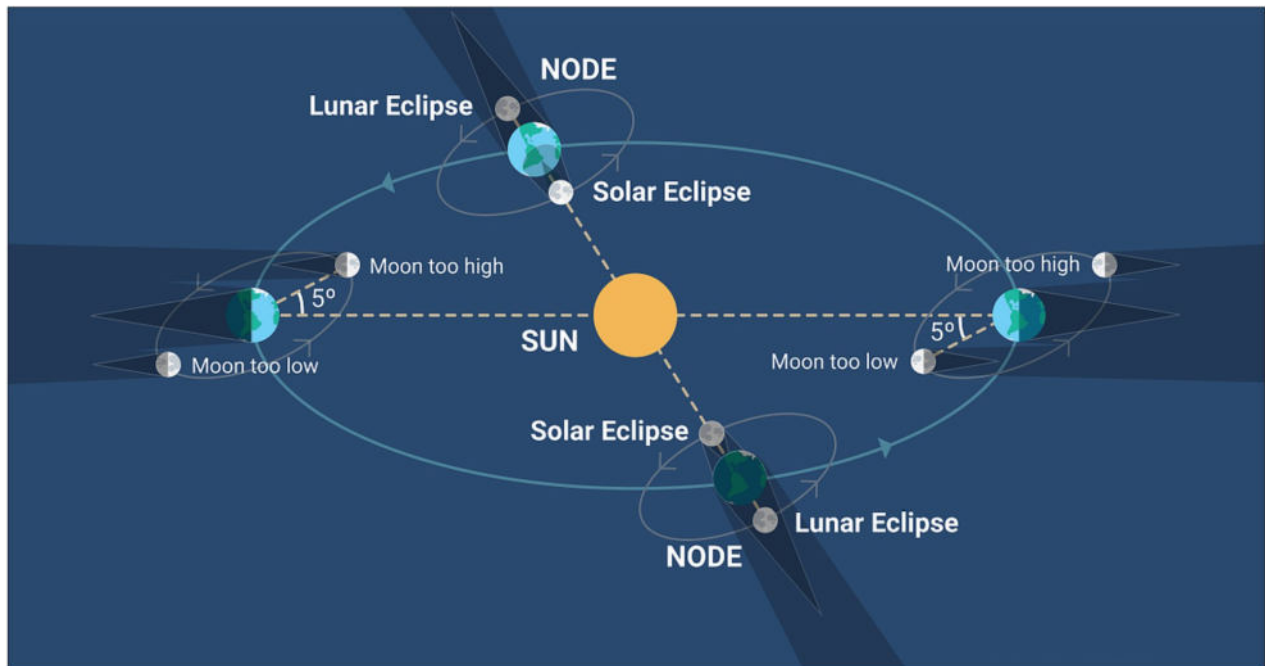 NODE
Lunar Eclipse
Solar Eclipse
Moon too high
Moon too high
5º
5º
SUN
Moon too low
Moon too low
Solar Eclipse
Lunar Eclipse
NODE